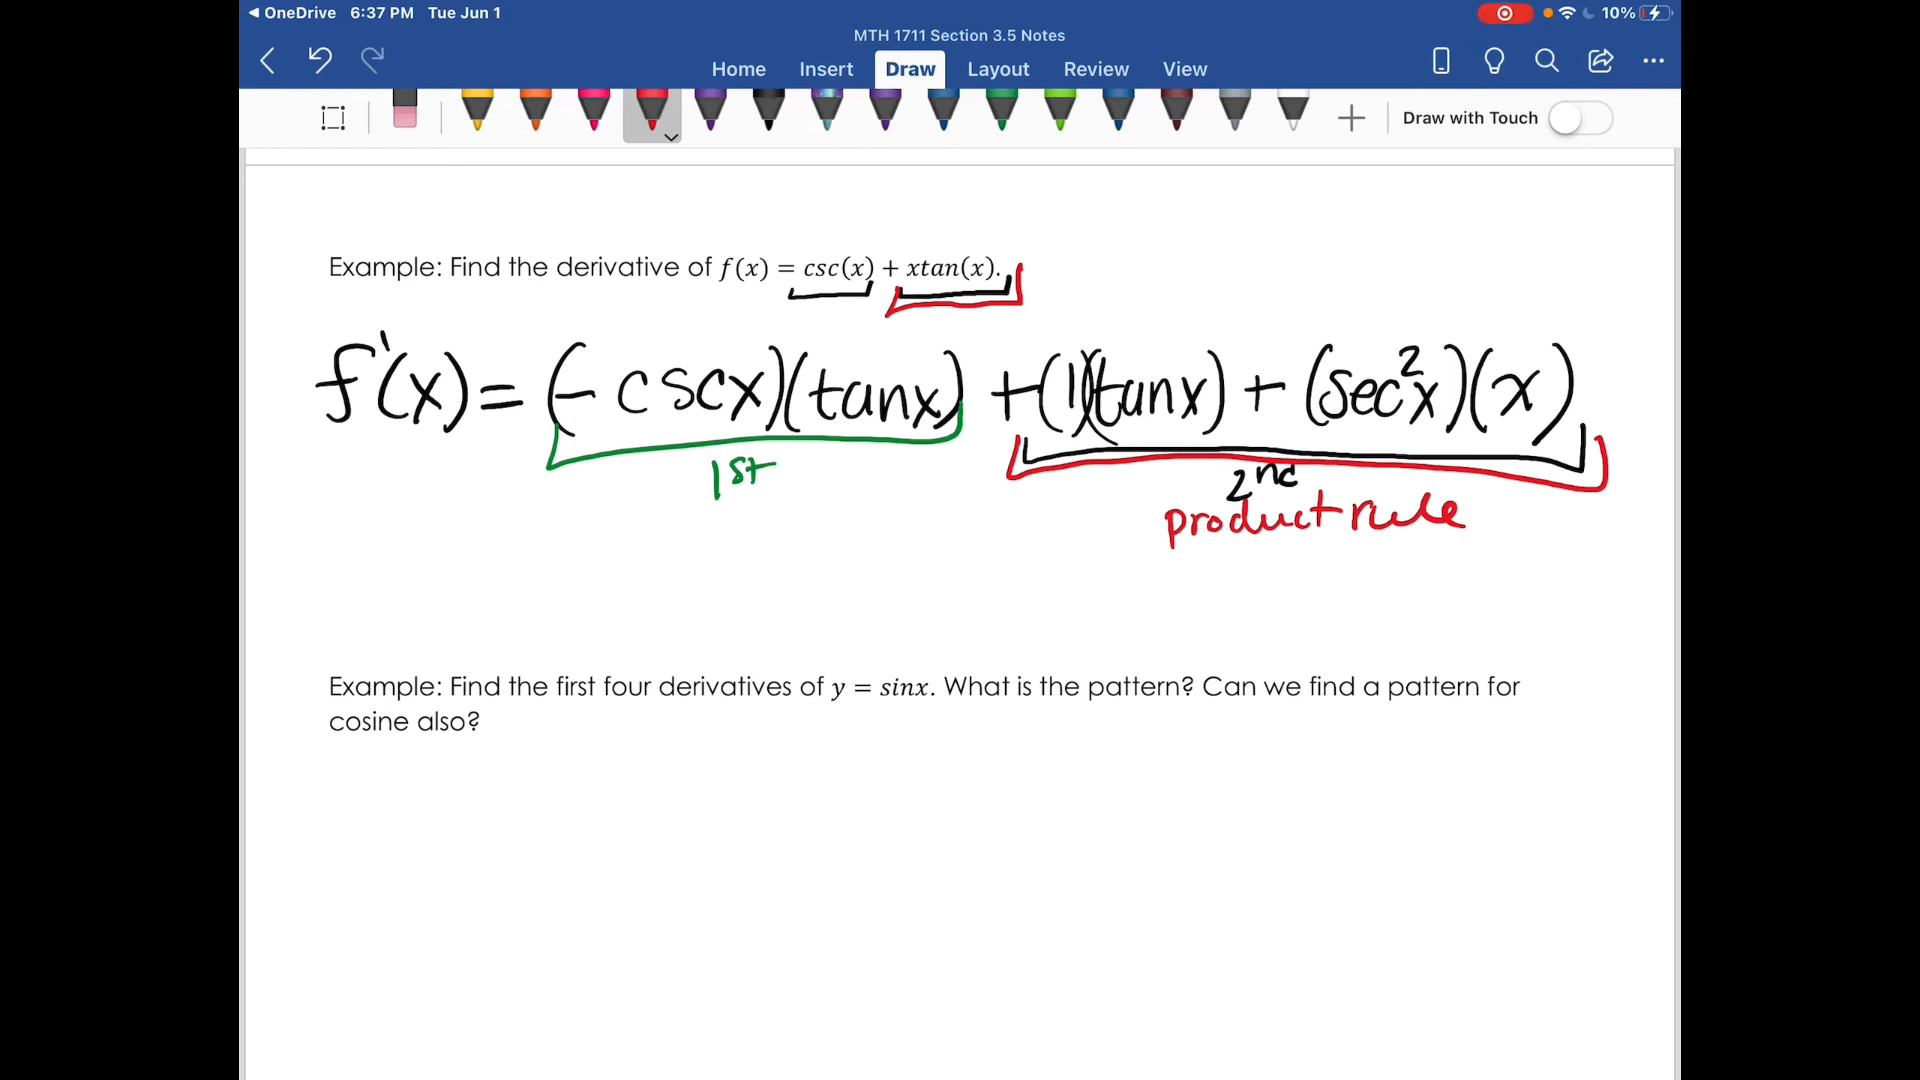 OneDrive 6:37 PM Tue Jun 1 10%
MTH 1711 Section 3.5 Notes
Home Insert Draw Layout Review View
Draw with Touch
Example: Find the derivative of f(x) = csc(x) + xtan(x).
f'(x) = (-cscx)(tanx) + (1)(tanx) + (sec²x)(x)
1st
2nd
product rule
Example: Find the first four derivatives of y = sinx. What is the pattern? Can we find a pattern for
cosine also?